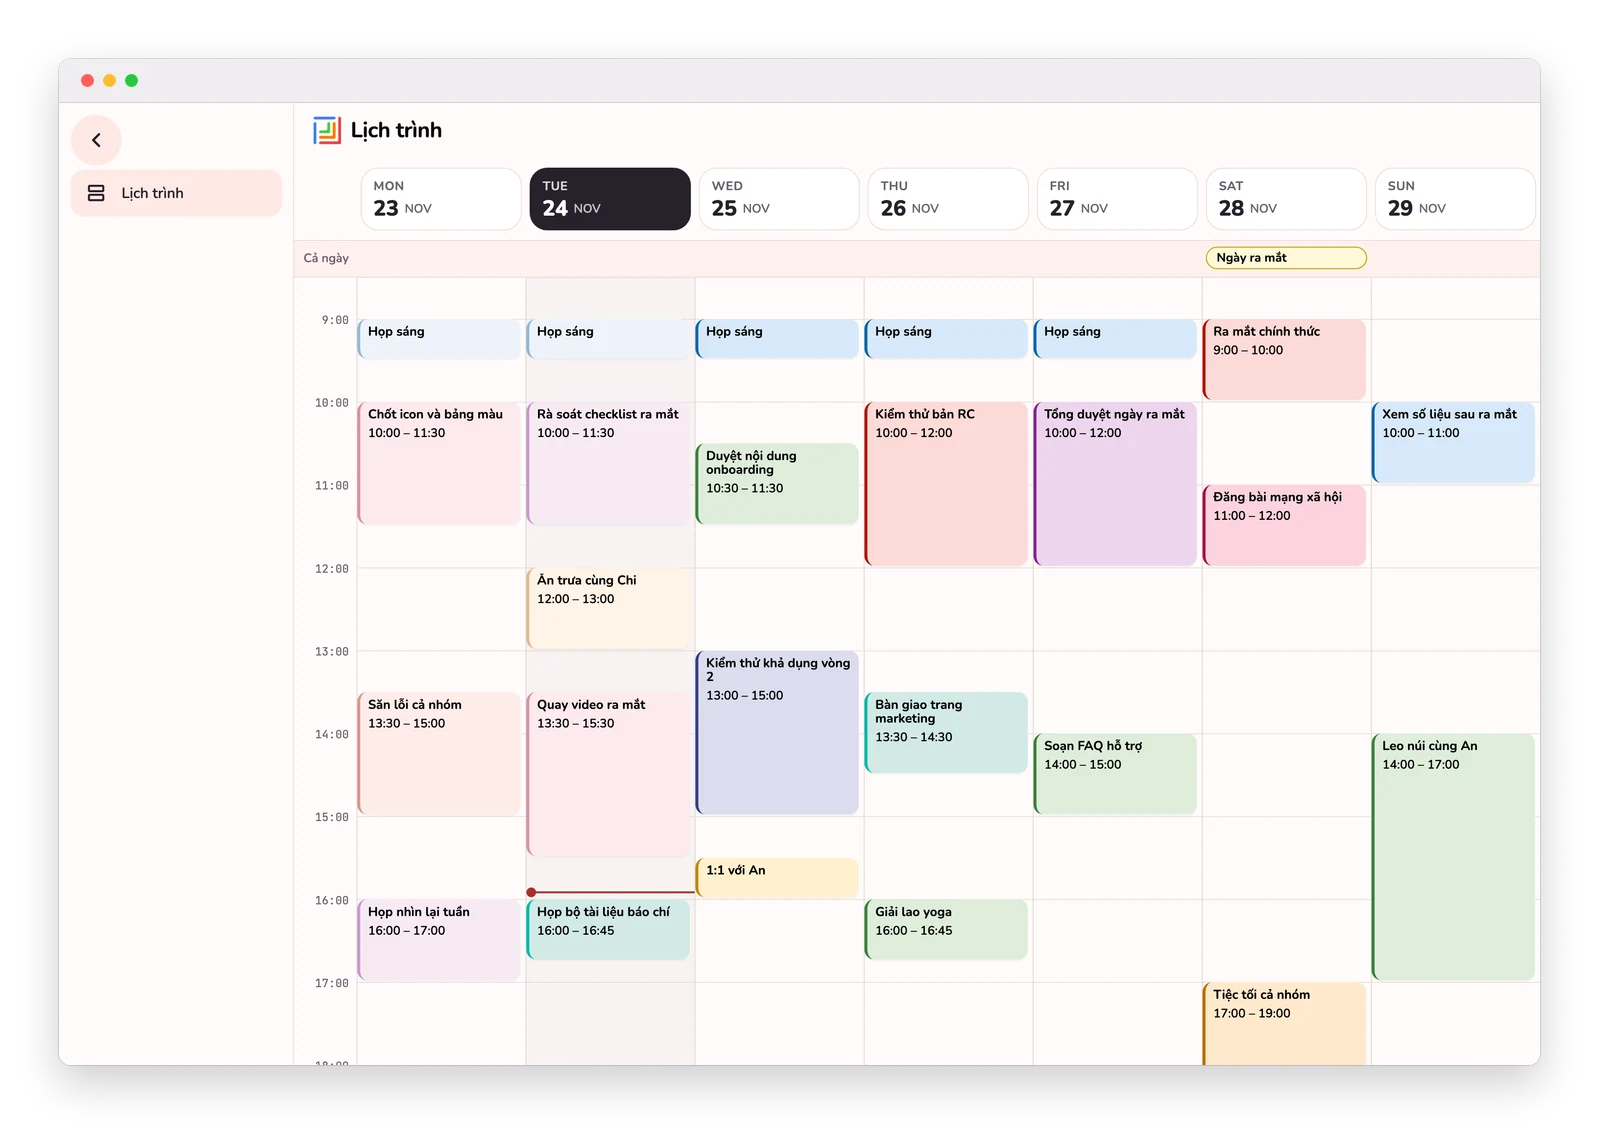 Lịch trình
Lịch trình
MON
23 NOV
TUE
24 NOV
WED
25 NOV
THU
26 NOV
FRI
27 NOV
SAT
28 NOV
SUN
29 NOV
Cả ngày
Ngày ra mắt
9:00
10:00
11:00
12:00
13:00
14:00
15:00
16:00
17:00
18:00
Họp sáng
Chốt icon và bảng màu
10:00 – 11:30
Săn lỗi cả nhóm
13:30 – 15:00
Họp nhìn lại tuần
16:00 – 17:00
Họp sáng
Rà soát checklist ra mắt
10:00 – 11:30
Ăn trưa cùng Chi
12:00 – 13:00
Quay video ra mắt
13:30 – 15:30
Họp bộ tài liệu báo chí
16:00 – 16:45
Họp sáng
Duyệt nội dung
onboarding
10:30 – 11:30
Kiểm thử khả dụng vòng
2
13:00 – 15:00
1:1 với An
Họp sáng
Kiểm thử bản RC
10:00 – 12:00
Bàn giao trang
marketing
13:30 – 14:30
Giải lao yoga
16:00 – 16:45
Họp sáng
Tổng duyệt ngày ra mắt
10:00 – 12:00
Soạn FAQ hỗ trợ
14:00 – 15:00
Ra mắt chính thức
9:00 – 10:00
Đăng bài mạng xã hội
11:00 – 12:00
Tiệc tối cả nhóm
17:00 – 19:00
Xem số liệu sau ra mắt
10:00 – 11:00
Leo núi cùng An
14:00 – 17:00